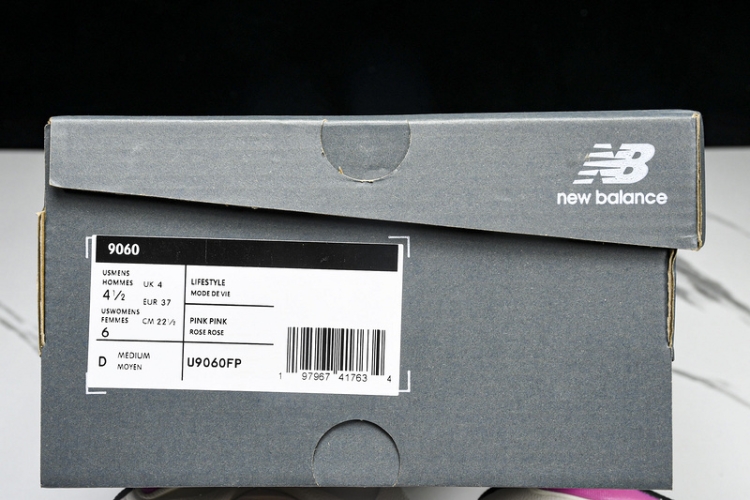 NB
new balance
9060
USMENS
HOMMES
4 ½
UK 4
EUR 37
USWOMENS
FEMMES
6
CM 22 ½
LIFESTYLE
MODE DE VIE
PINK PINK
ROSE ROSE
D MEDIUM
MOYEN
U9060FP
1 97967 41763 4